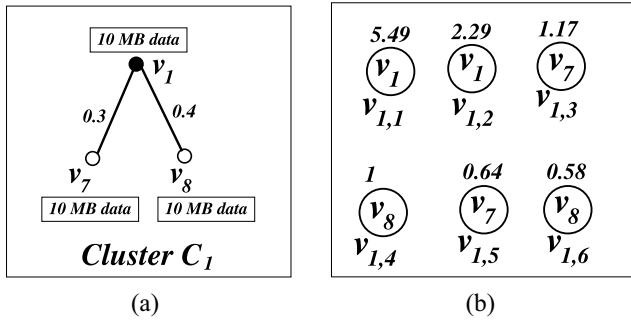 10 MB data
v1
0.3
0.4
v7
v8
10 MB data
10 MB data
Cluster C1
(a)
5.49
2.29
1.17
v1
v1
v7
v1,1
v1,2
v1,3
1
0.64
0.58
v8
v7
v8
v1,4
v1,5
v1,6
(b)